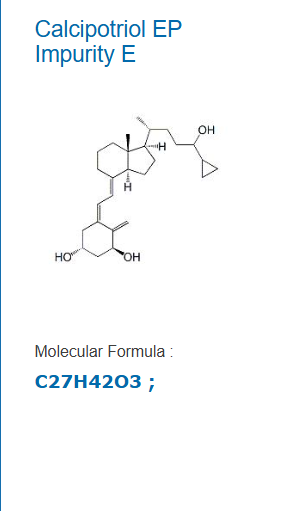 Calcipotriol EP
Impurity E
OH
H
H
HO
OH
Molecular Formula :
C27H42O3 ;